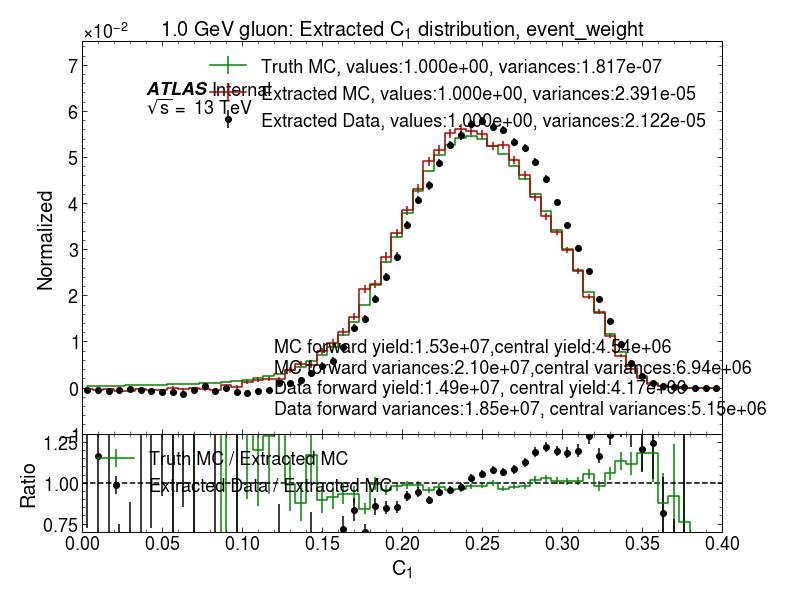 ×10⁻² 1.0 GeV gluon: Extracted C₁ distribution, event_weight
Truth MC, values:1.000e+00, variances:1.817e-07
ATLAS Internal
Extracted MC, values:1.000e+00, variances:2.391e-05
√s = 13 TeV
Extracted Data, values:1.000e+00, variances:2.122e-05
7
6
5
4
3
2
1
0
1
Normalized
MC forward yield:1.53e+07,central yield:4.54e+06
MC forward variances:2.10e+07,central variances:6.94e+06
Data forward yield:1.49e+07, central yield:4.17e+06
Data forward variances:1.85e+07, central variances:5.15e+06
1.25
1.00
0.75
Ratio
Truth MC / Extracted MC
Extracted Data / Extracted MC
0.00 0.05 0.10 0.15 0.20 0.25 0.30 0.35 0.40
C₁